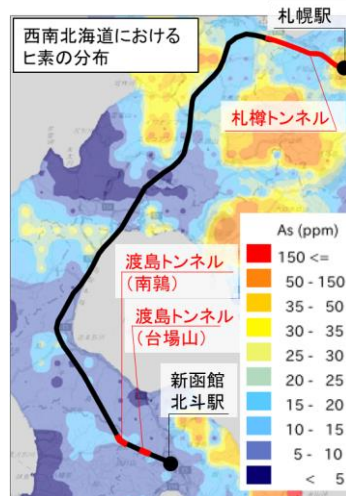 札幌駅
西南北海道における
ヒ素の分布
札樽トンネル
渡島トンネル
(南鶉)
渡島トンネル
(台場山)
新函館
北斗駅
As (ppm)
150 <=
50 - 150
35 - 50
30 - 35
25 - 30
20 - 25
15 - 20
10 - 15
5 - 10
< 5